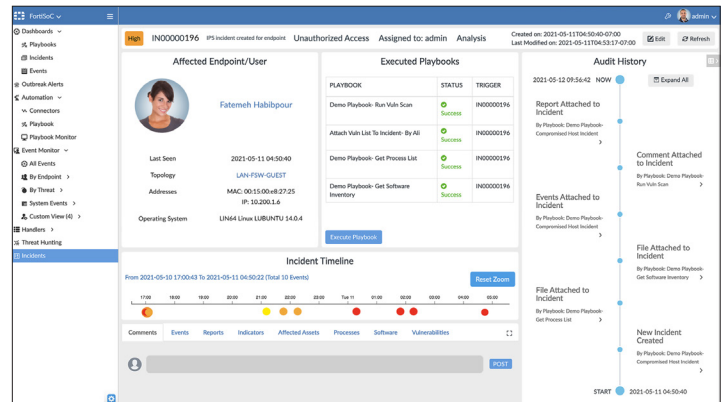 FortiSoC
admin
Dashboards
Playbooks
Incidents
Events
Outbreak Alerts
Automation
Connectors
Playbook
Playbook Monitor
Event Monitor
All Events
By Endpoint >
By Threat >
System Events >
Custom View (4) >
Handlers >
Threat Hunting
Incidents
High IN00000196 IPS incident created for endpoint Unauthorized Access Assigned to: admin Analysis
Created on: 2021-05-11T04:50:40-07:00
Last Modified on: 2021-05-11T04:53:17-07:00
Edit
Refresh
Affected Endpoint/User
Fatemeh Habibpour
Last Seen 2021-05-11 04:50:40
Topology LAN-FSW-GUEST
Addresses MAC: 00:15:00:e8:27:25
IP: 10.200.1.6
Operating System LIN64 Linux LUBUNTU 14.0.4
Executed Playbooks
PLAYBOOK STATUS TRIGGER
Demo Playbook- Run Vuln Scan Success IN00000196
Attach Vuln List To Incident- By Ali Success IN00000196
Demo Playbook- Get Process List Success IN00000196
Demo Playbook- Get Software Inventory Success IN00000196
Execute Playbook
Incident Timeline
From 2021-05-10 17:00:43 To 2021-05-11 04:50:22 (Total 10 Events)
Reset Zoom
17:00 18:00 19:00 20:00 21:00 22:00 23:00 Tue 11 01:00 02:00 03:00 04:00 05:00
Comments Events Reports Indicators Affected Assets Processes Software Vulnerabilities
POST
Audit History
2021-05-12 09:56:42 NOW
Expand All
Report Attached to
Incident
By Playbook: Demo Playbook-
Compromised Host Incident
>
Comment Attached
to Incident
By Playbook: Demo Playbook-
Run Vuln Scan >
Events Attached to
Incident
By Playbook: Demo Playbook-
Compromised Host Incident
>
File Attached to
Incident
By Playbook: Demo Playbook-
Get Software Inventory >
File Attached to
Incident
By Playbook: Demo Playbook-
Get Process List >
New Incident
Created
By Playbook: Demo Playbook-
Compromised Host Incident
>
START 2021-05-11 04:50:40